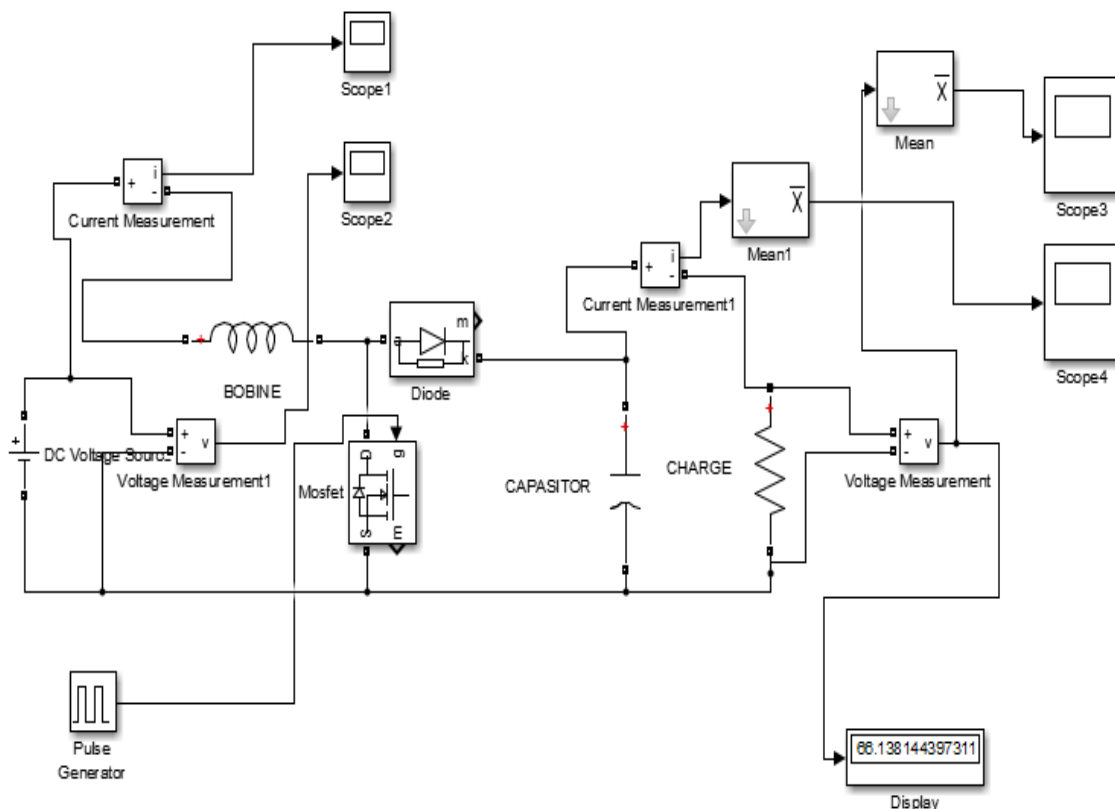 Scope1
Scope2
i
+
-
Current Measurement
X
Mean
Scope3
X
Mean1
Scope4
i
+
-
Current Measurement1
BOBINE
m
a
k
Diode
+
DC Voltage Sourc
+
-
v
Voltage Measurement1
Mosfet
D
g
S
m
CAPASITOR
CHARGE
+
-
v
Voltage Measurement
Pulse
Generator
66.138144397311
Display